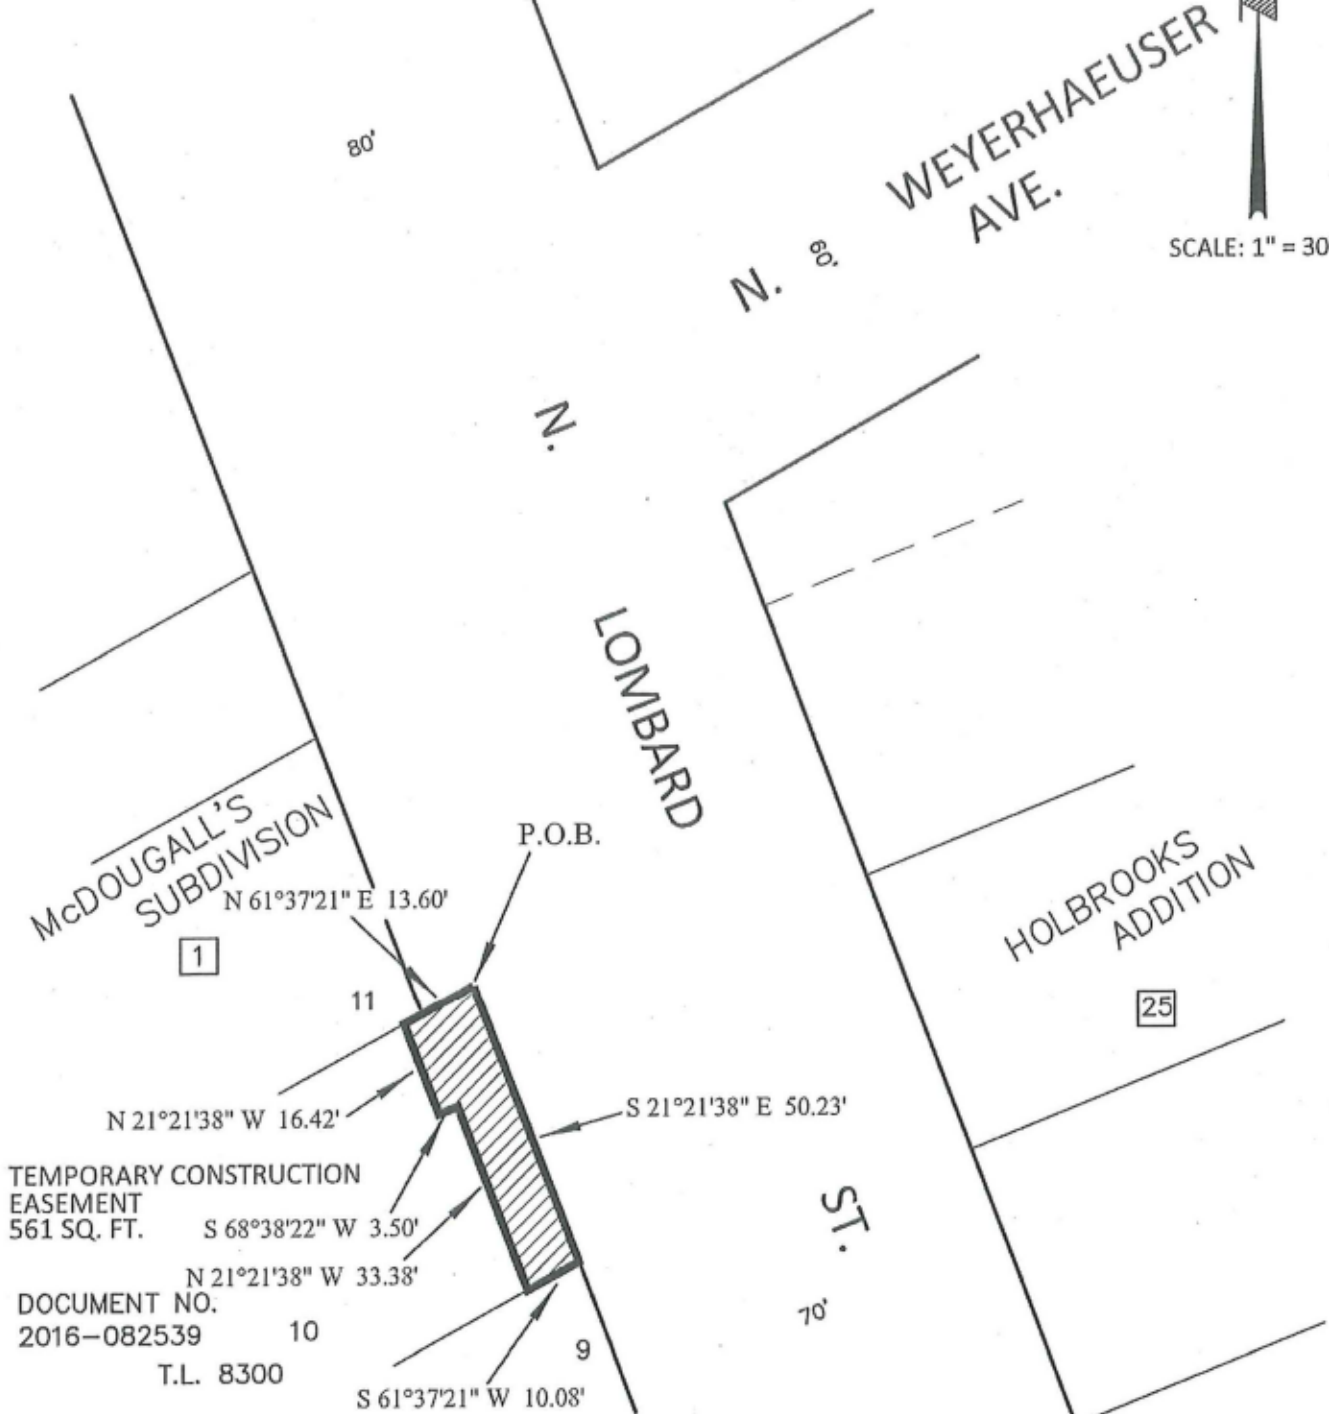 80'
WEYERHAEUSER
AVE.
N.
60'
SCALE: 1" = 30
N.
LOMBARD
ST.
70'
McDOUGALL'S
SUBDIVISION
1
P.O.B.
N 61°37'21" E 13.60'
11
HOLBROOKS
ADDITION
25
N 21°21'38" W 16.42'
S 21°21'38" E 50.23'
TEMPORARY CONSTRUCTION
EASEMENT
561 SQ. FT.
S 68°38'22" W 3.50'
N 21°21'38" W 33.38'
DOCUMENT NO.
2016-082539
10
T.L. 8300
9
S 61°37'21" W 10.08'